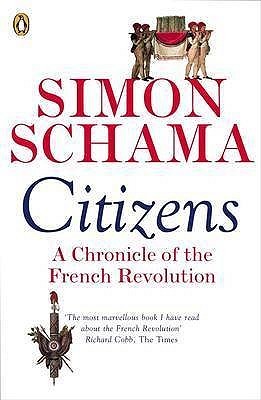 SIMON
SCHAMA
Citizens
A Chronicle of the
French Revolution
'The most marvellous book I have read
about the French Revolution'
Richard Cobb, The Times